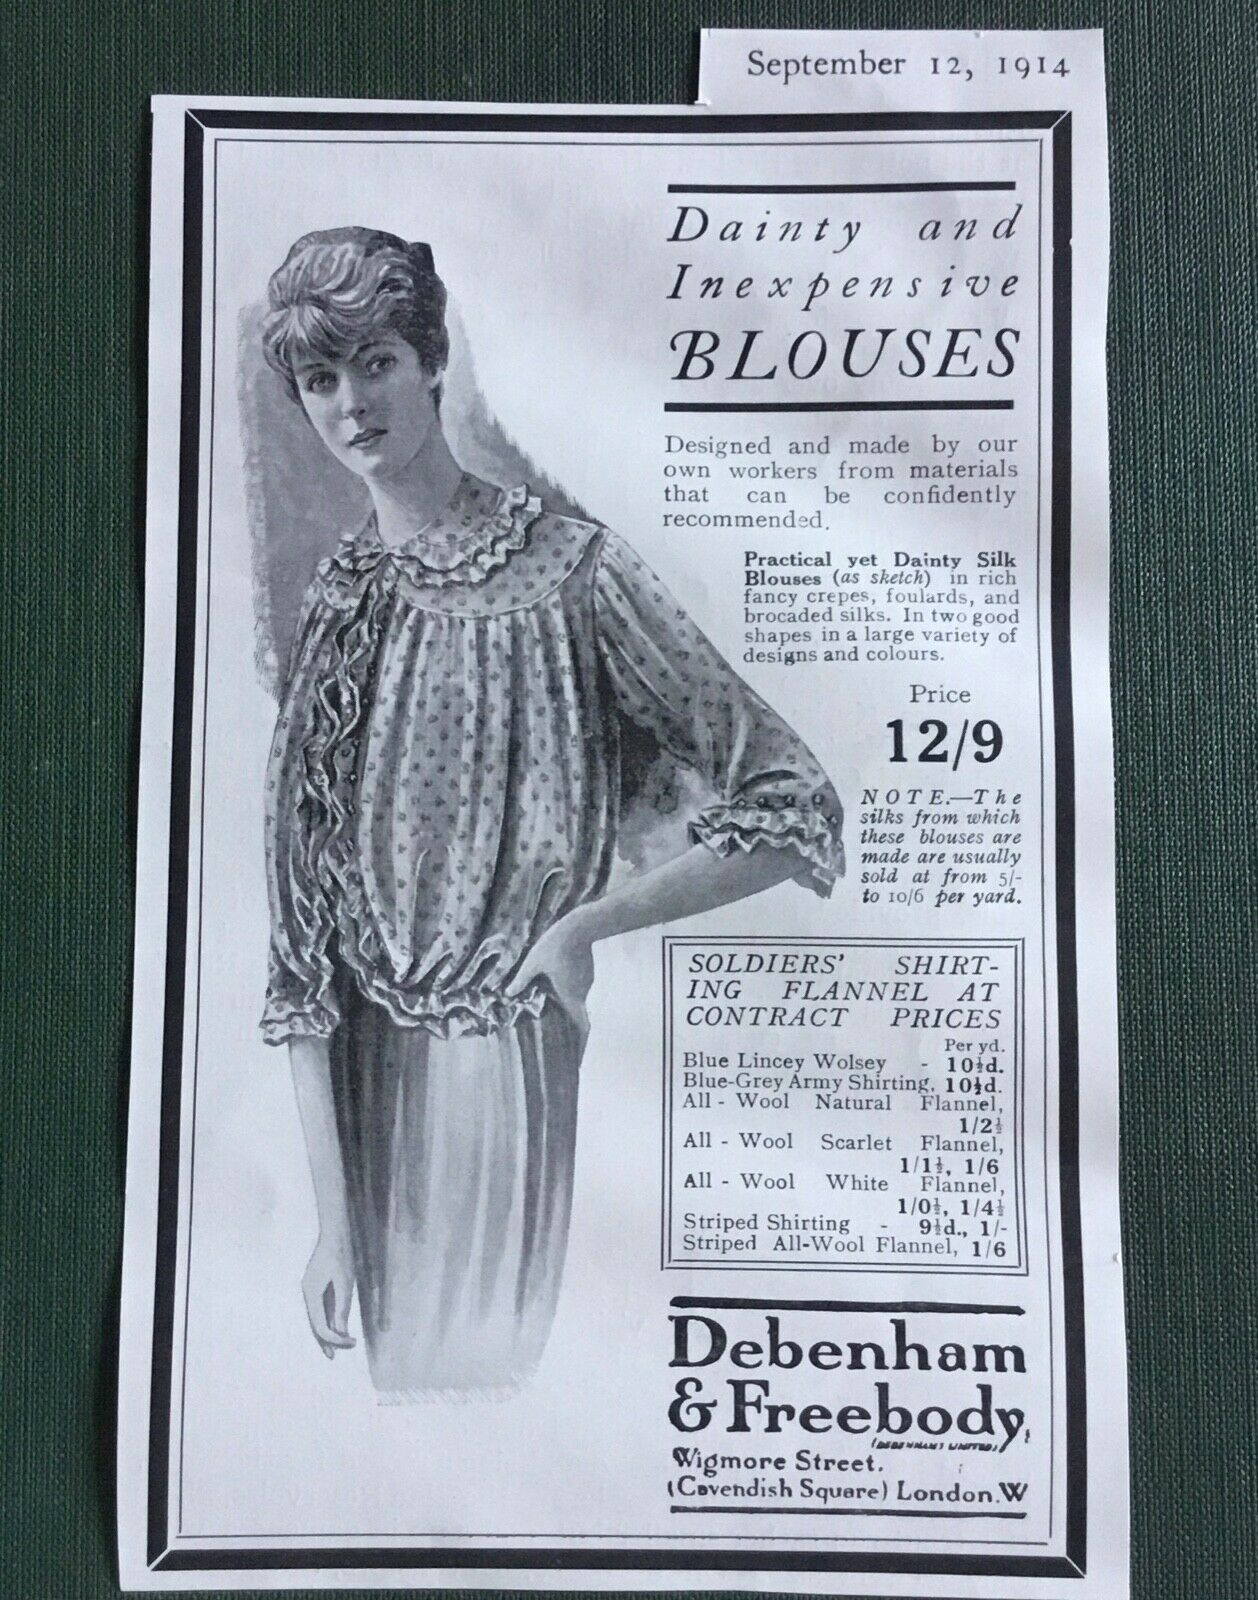 September 12, 1914
Dainty and
Inexpensive
BLOUSES
Designed and made by our
own workers from materials
that can be confidently
recommended.
Practical yet Dainty Silk
Blouses (as sketch) in rich
fancy crepes, foulards, and
brocaded silks. In two good
shapes in a large variety of
designs and colours.
Price
12/9
NOTE.—The
silks from which
these blouses are
made are usually
sold at from 5/-
to 10/6 per yard.
SOLDIERS' SHIRT-
ING FLANNEL AT
CONTRACT PRICES
Per yd.
Blue Lincey Wolsey - 10½d.
Blue-Grey Army Shirting, 10½d.
All - Wool Natural Flannel,
1/2½
All - Wool Scarlet Flannel,
1/1½, 1/6
All - Wool White Flannel,
1/0½, 1/4½
Striped Shirting - 9½d., 1/-
Striped All-Wool Flannel, 1/6
Debenham
& Freebody.
(DEBENHAMS LIMITED)
Wigmore Street.
(Cavendish Square) London.W